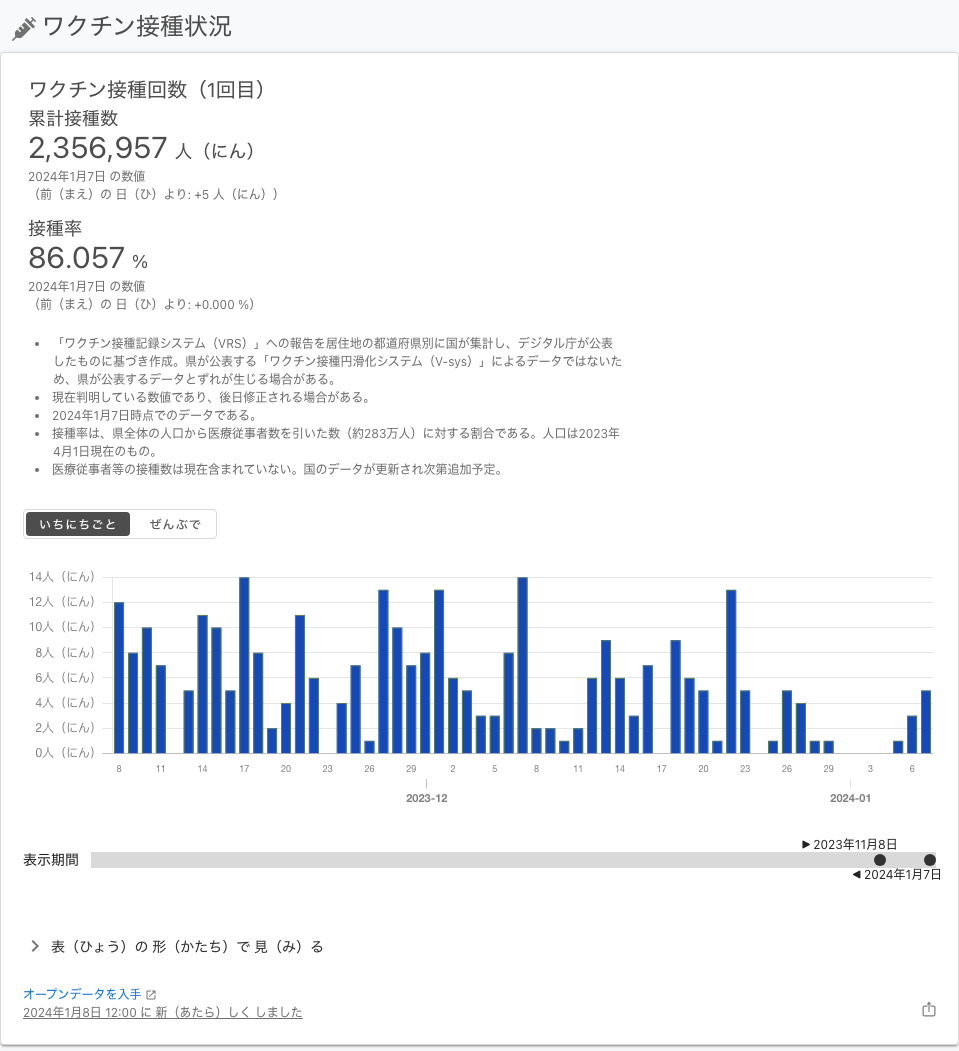 ワクチン接種状況
ワクチン接種回数（1回目）
累計接種数
2,356,957 人（にん）
2024年1月7日 の数値
（前（まえ）の 日（ひ）より: +5 人（にん））
接種率
86.057 %
2024年1月7日 の数値
（前（まえ）の 日（ひ）より: +0.000 %）
• 「ワクチン接種記録システム（VRS）」への報告を居住地の都道府県別に国が集計し、デジタル庁が公表
したものに基づき作成。県が公表する「ワクチン接種円滑化システム（V-sys）」によるデータではないた
め、県が公表するデータとずれが生じる場合がある。
• 現在判明している数値であり、後日修正される場合がある。
• 2024年1月7日時点でのデータである。
• 接種率は、県全体の人口から医療従事者数を引いた数（約283万人）に対する割合である。人口は2023年
4月1日現在のもの。
• 医療従事者等の接種数は現在含まれていない。国のデータが更新され次第追加予定。
いちにちごと ぜんぶで
14人（にん）
12人（にん）
10人（にん）
8人（にん）
6人（にん）
4人（にん）
2人（にん）
0人（にん）
8 11 14 17 20 23 26 29 2 5 8 11 14 17 20 23 26 29 3 6
2023-12 2024-01
▶ 2023年11月8日
表示期間
◀ 2024年1月7日
表（ひょう）の 形（かたち）で 見（み）る
オープンデータを入手
2024年1月8日 12:00 に 新（あたら）しく しました